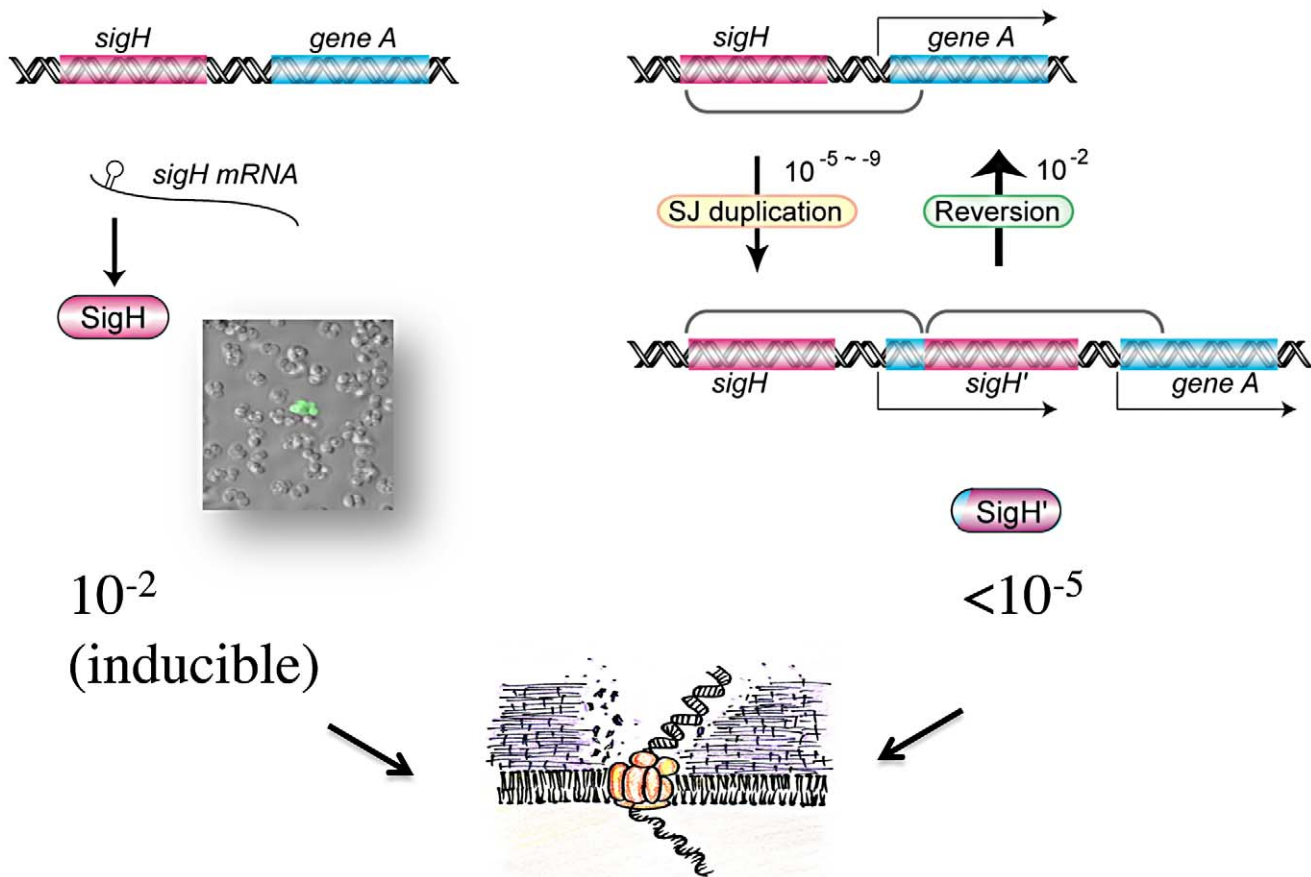 sigH gene A
sigH mRNA
SigH
10⁻²
(inducible)
sigH gene A
10⁻⁵ ~ ⁻⁹
10⁻²
SJ duplication
Reversion
sigH sigH' gene A
SigH'
<10⁻⁵